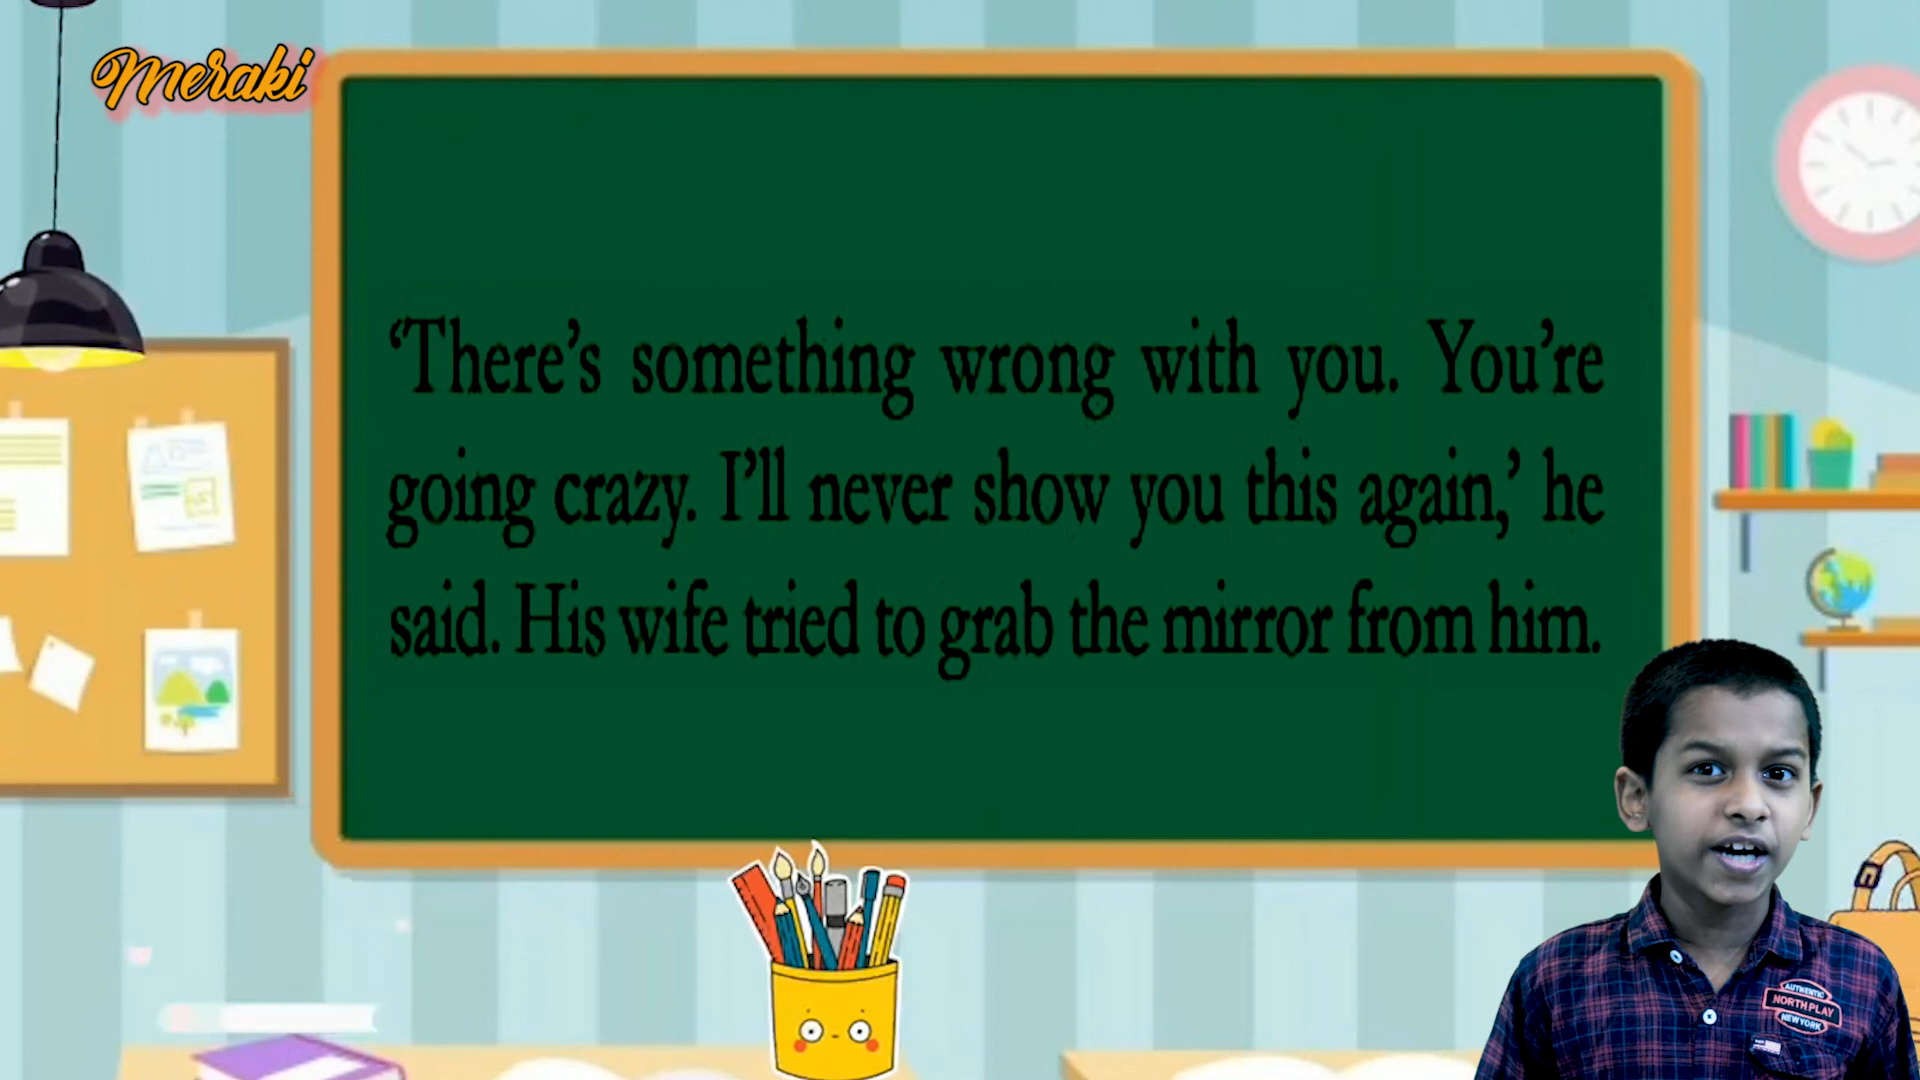 Meraki
‘There’s something wrong with you. You’re
going crazy. I’ll never show you this again,’ he
said. His wife tried to grab the mirror from him.
AUTHENTIC
NORTH PLAY
NEW YORK